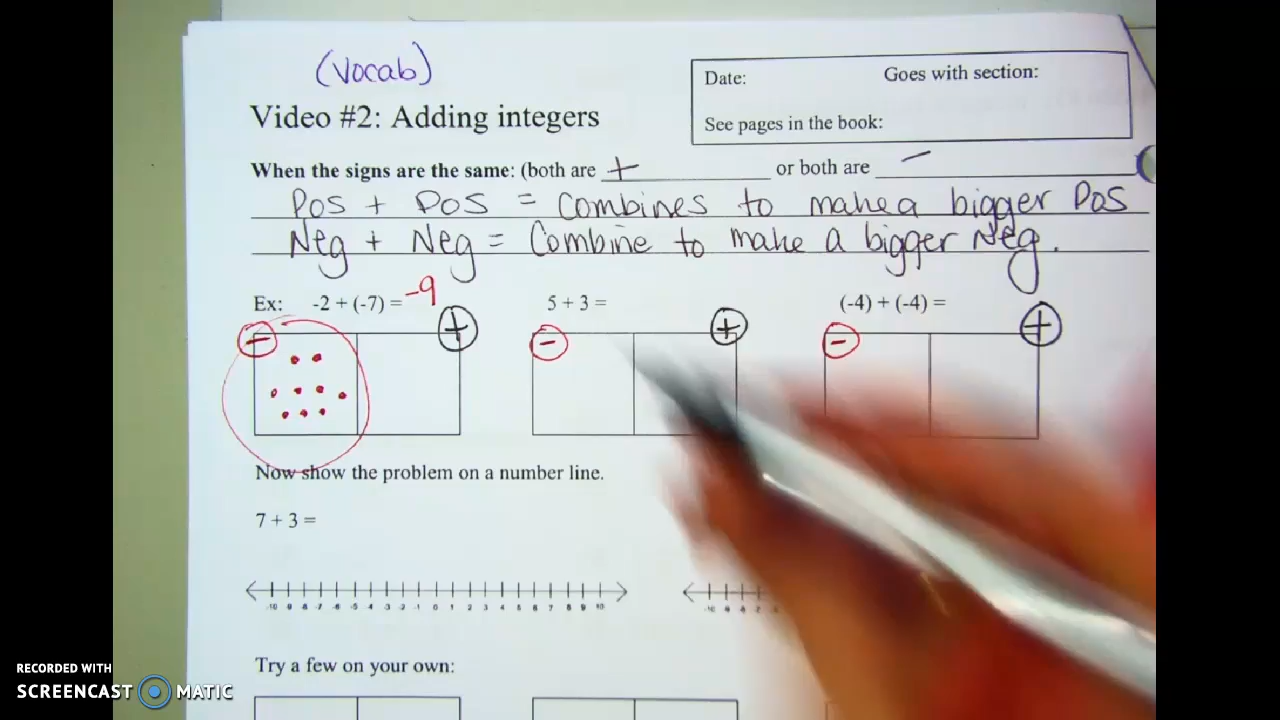 (Vocab)
Date: Goes with section:
Video #2: Adding integers
See pages in the book:
When the signs are the same: (both are + or both are −
Pos + Pos = Combines to make a bigger Pos
Neg + Neg = Combine to make a bigger Neg.
Ex: -2 + (-7) = -9 5 + 3 = (-4) + (-4) =
− + − + − +
Now show the problem on a number line.
7 + 3 =
-10 -9 -8 -7 -6 -5 -4 -3 -2 -1 0 1 2 3 4 5 6 7 8 9 10 -10 -9 -8 -7
Try a few on your own:
RECORDED WITH
SCREENCAST MATIC